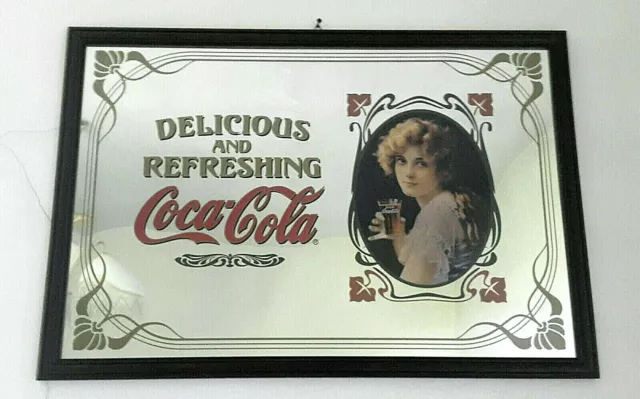 DELICIOUS
AND
REFRESHING
Coca-Cola®